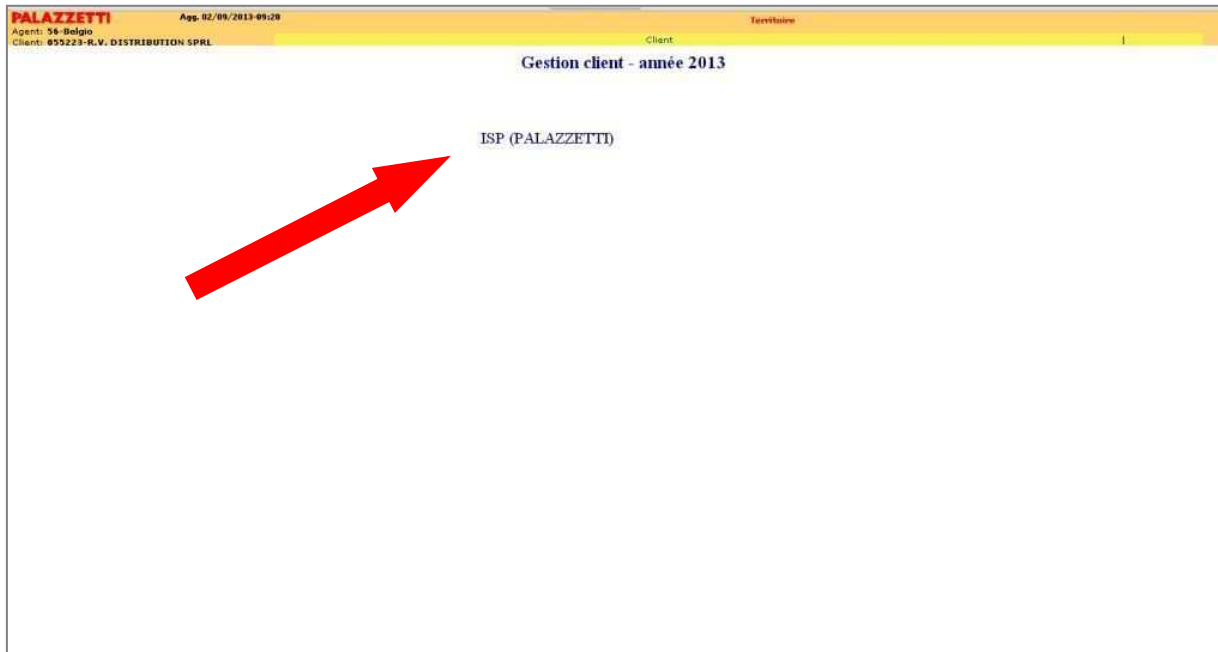 PALAZZETTI Agg. 02/09/2013-09:20 Territoire
Agent: 56-Belgio
Client: 055223-R.V. DISTRIBUTION SPRL Client
Gestion client - année 2013
ISP (PALAZZETTI)